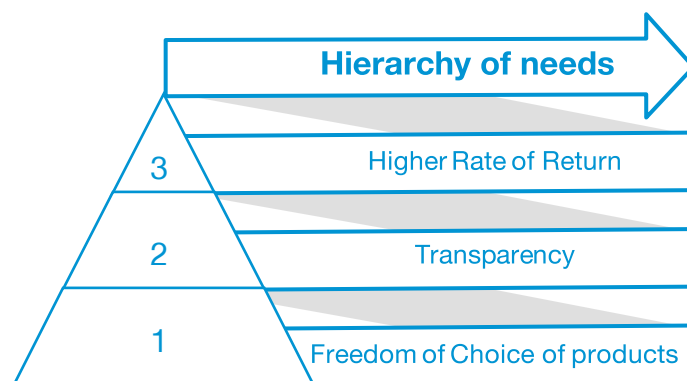 Hierarchy of needs
3
Higher Rate of Return
2
Transparency
1
Freedom of Choice of products